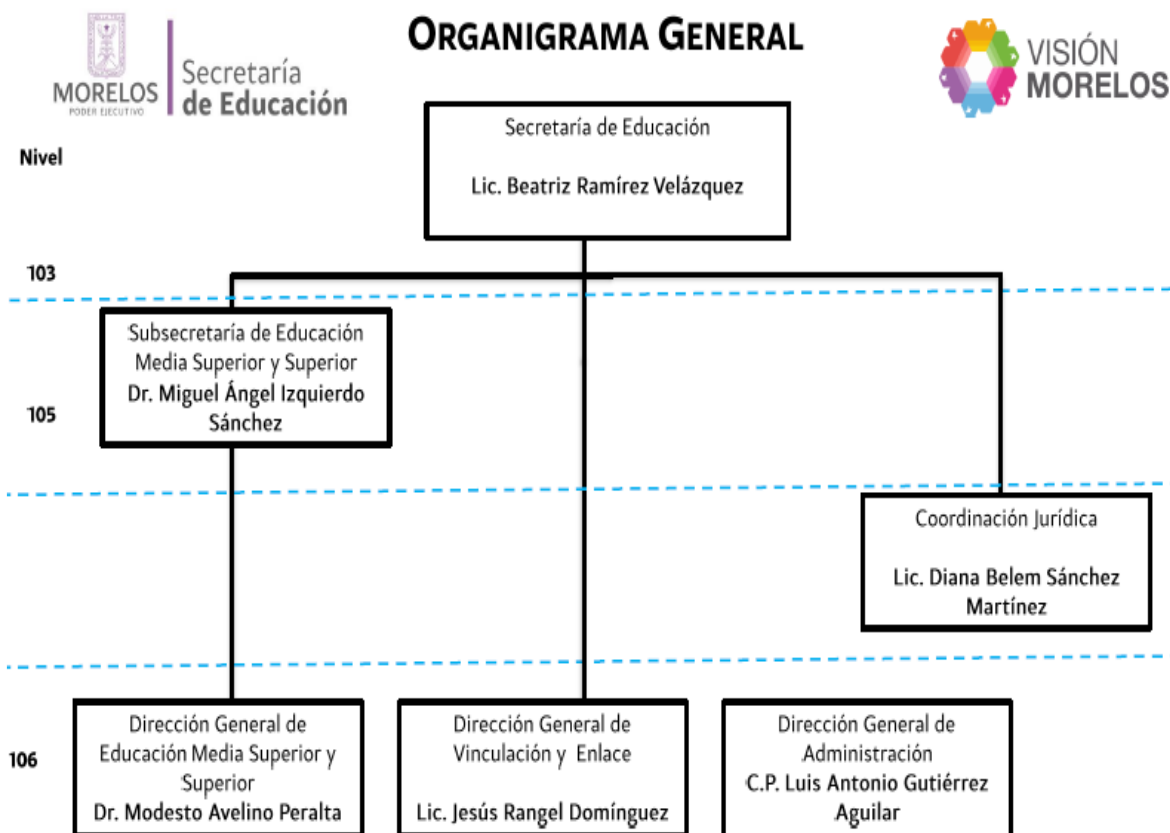 ORGANIGRAMA GENERAL
MORELOS
PODER EJECUTIVO
Secretaría
de Educación
VISIÓN
MORELOS
Secretaría de Educación
Lic. Beatriz Ramírez Velázquez
Nivel
103
Subsecretaría de Educación
Media Superior y Superior
Dr. Miguel Ángel Izquierdo
Sánchez
105
Coordinación Jurídica
Lic. Diana Belem Sánchez
Martínez
106
Dirección General de
Educación Media Superior y
Superior
Dr. Modesto Avelino Peralta
Dirección General de
Vinculación y Enlace
Lic. Jesús Rangel Domínguez
Dirección General de
Administración
C.P. Luis Antonio Gutiérrez
Aguilar